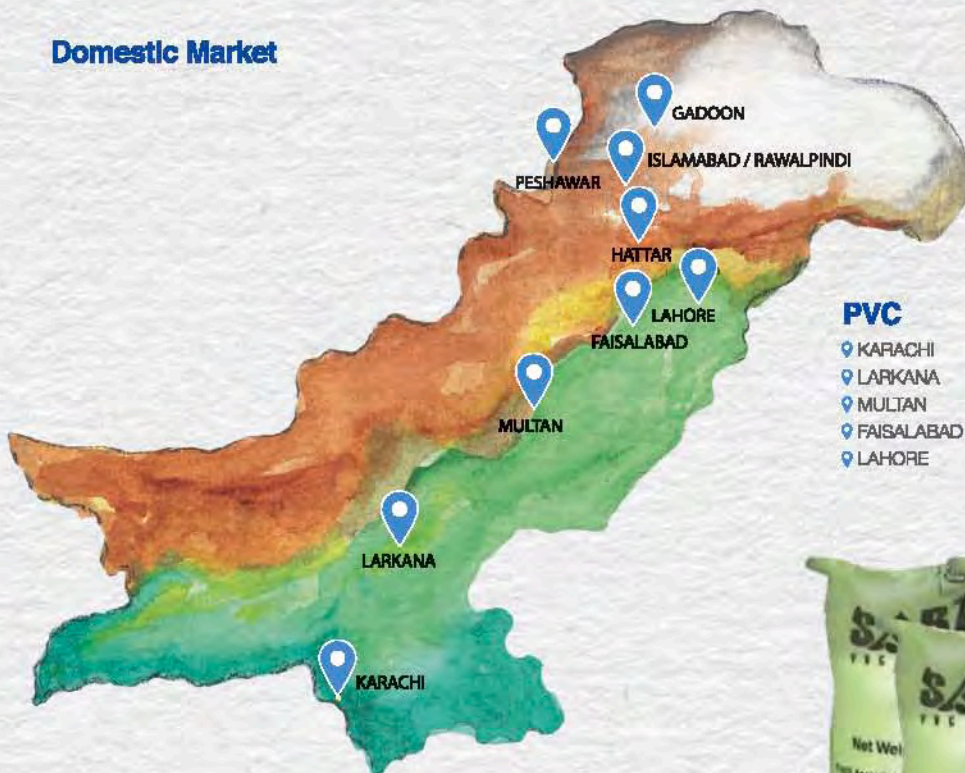 Domestic Market
GADOON
ISLAMABAD / RAWALPINDI
PESHAWAR
HATTAR
LAHORE
FAISALABAD
MULTAN
LARKANA
KARACHI
PVC
KARACHI
LARKANA
MULTAN
FAISALABAD
LAHORE
Net